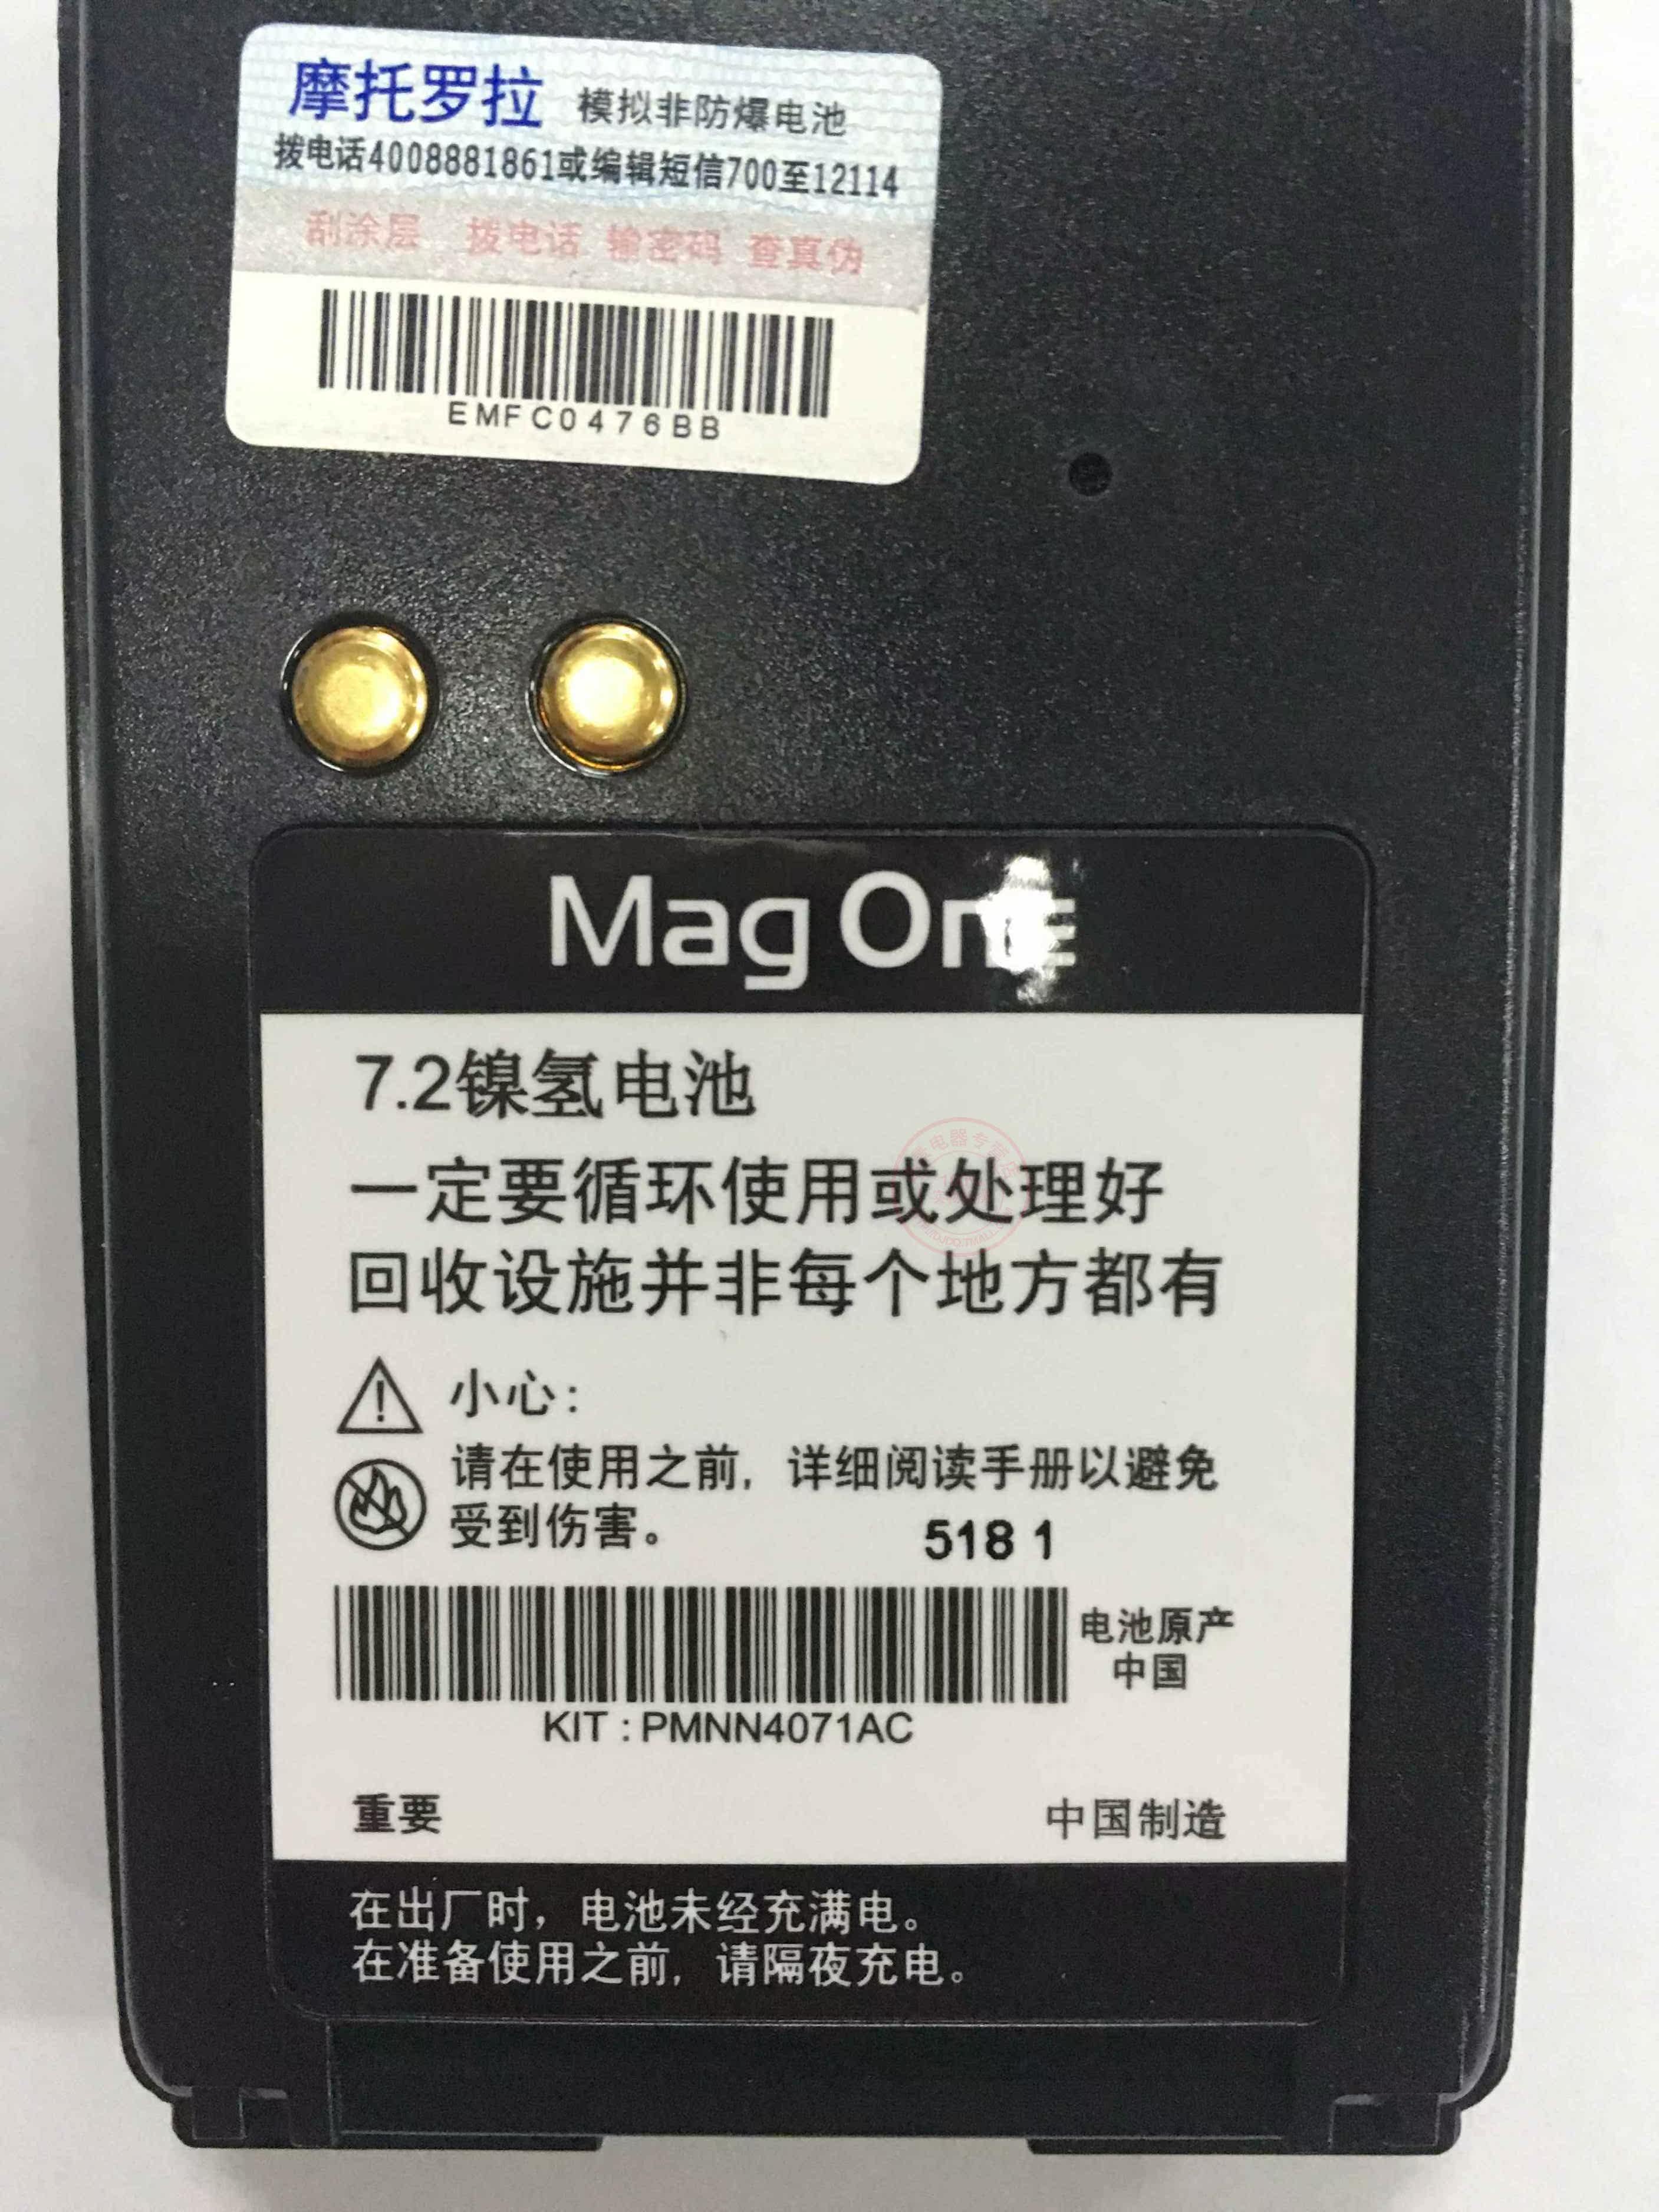 摩托罗拉 模拟非防爆电池
拨电话4008881861或编辑短信700至12114
刮涂层 拨电话 输密码 查真伪
EMFC0476BB
Mag One
7.2镍氢电池
一定要循环使用或处理好
回收设施并非每个地方都有
小心:
请在使用之前, 详细阅读手册以避免
受到伤害。
518 1
电池原产
中国
KIT : PMNN4071AC
重要
中国制造
在出厂时, 电池未经充满电。
在准备使用之前, 请隔夜充电。